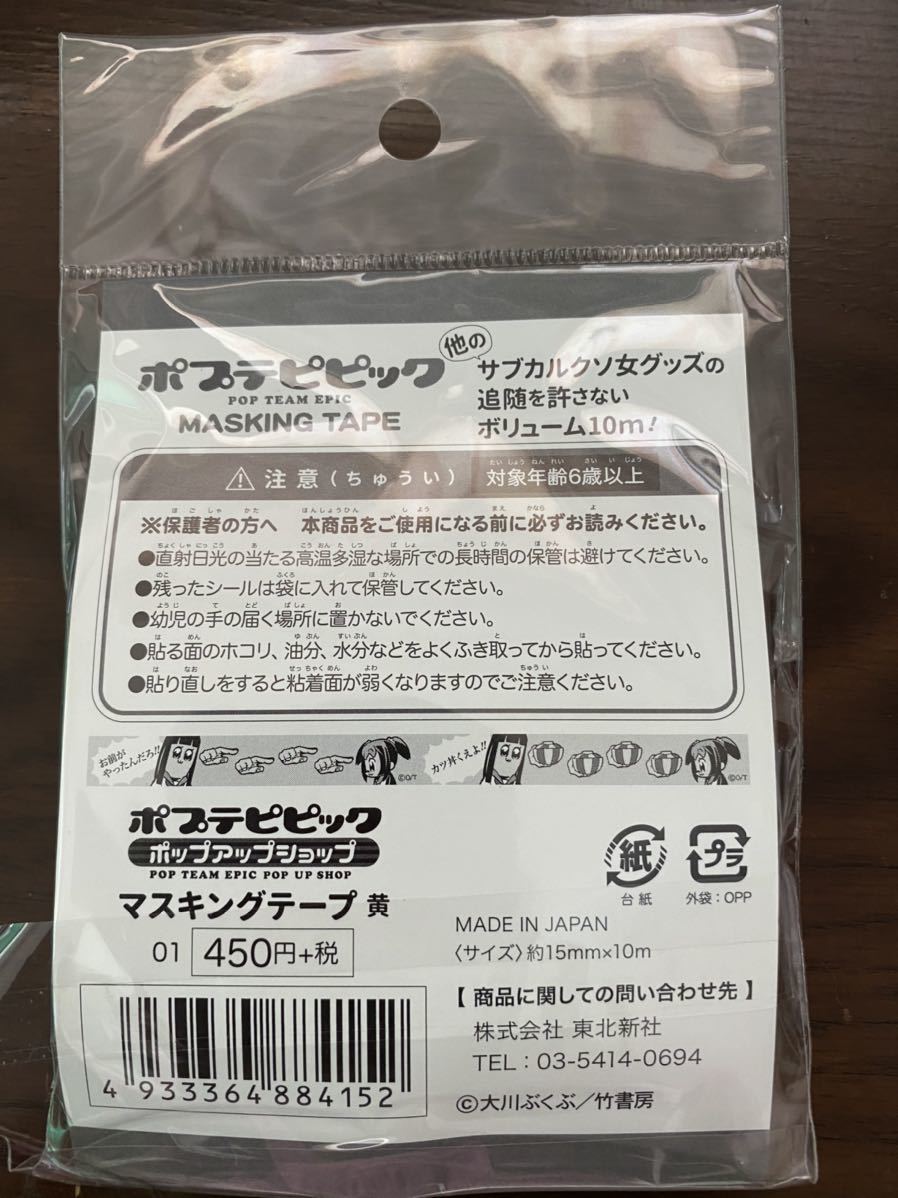 ポプテピピック
POP TEAM EPIC
MASKING TAPE
他の
サブカルクソ女グッズの
追随を許さない
ボリューム10m!
注意(ちゅうい)
対象年齢6歳以上
※保護者の方へ 本商品をご使用になる前に必ずお読みください。
●直射日光の当たる高温多湿な場所での長時間の保管は避けてください。
●残ったシールは袋に入れて保管してください。
●幼児の手の届く場所に置かないでください。
●貼る面のホコリ、油分、水分などをよくふき取ってから貼ってください。
●貼り直しをすると粘着面が弱くなりますのでご注意ください。
お前が
やったんだろ!!
©O/T
カツ丼くえよ!!
©O/T
ポプテピピック
ポップアップショップ
POP TEAM EPIC POP UP SHOP
マスキングテープ 黄
01 450円+税
4 933364 884152
紙
台紙
プラ
外袋:OPP
MADE IN JAPAN
〈サイズ〉約15mm×10m
【 商品に関しての問い合わせ先 】
株式会社 東北新社
TEL:03-5414-0694
©大川ぶくぶ/竹書房